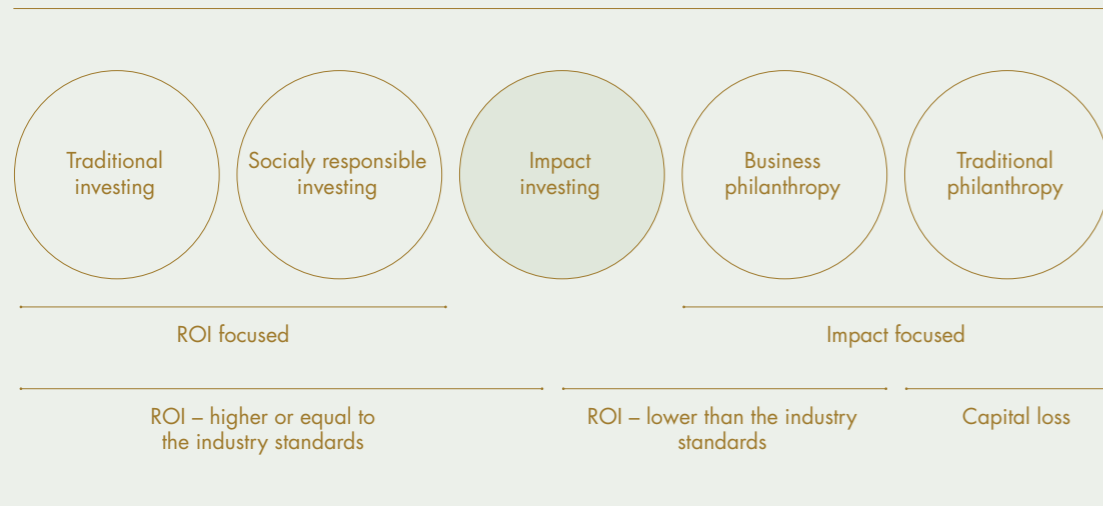 Traditional
investing
Socialy responsible
investing
Impact
investing
Business
philanthropy
Traditional
philanthropy
ROI focused
Impact focused
ROI – higher or equal to
the industry standards
ROI – lower than the industry
standards
Capital loss